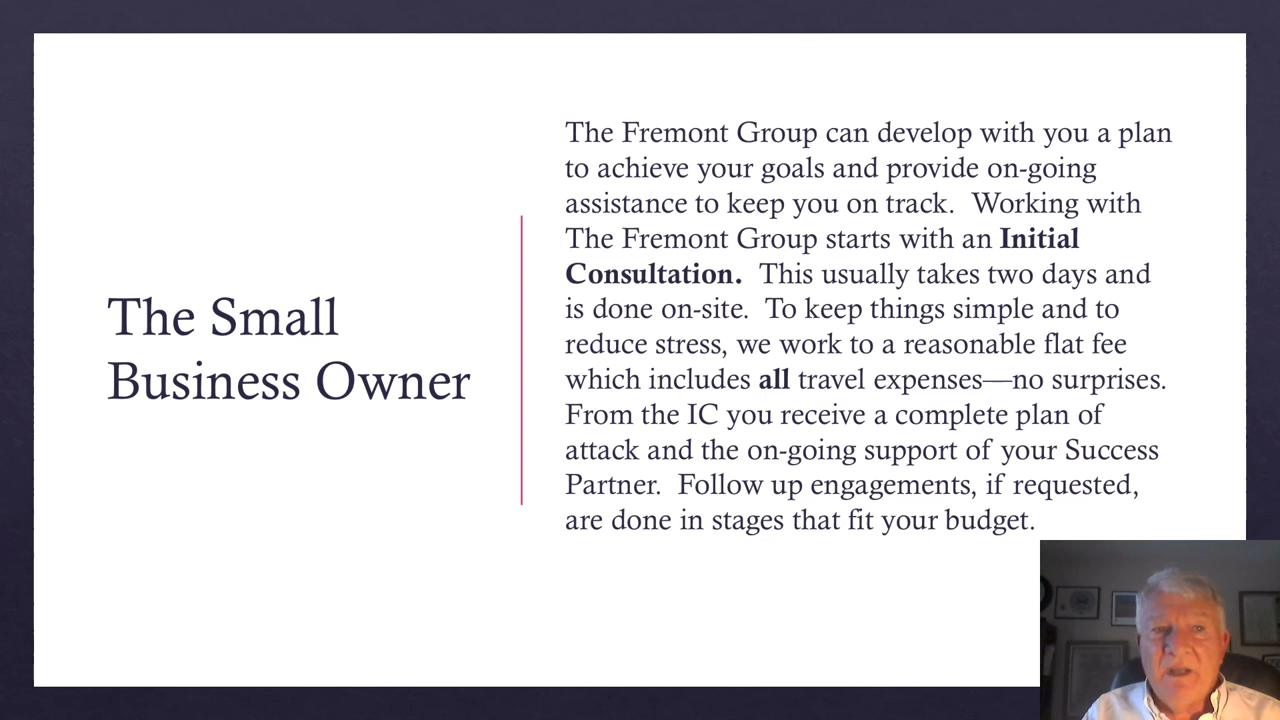 The Small
Business Owner
The Fremont Group can develop with you a plan
to achieve your goals and provide on-going
assistance to keep you on track.  Working with
The Fremont Group starts with an Initial
Consultation.  This usually takes two days and
is done on-site.  To keep things simple and to
reduce stress, we work to a reasonable flat fee
which includes all travel expenses—no surprises.
From the IC you receive a complete plan of
attack and the on-going support of your Success
Partner.  Follow up engagements, if requested,
are done in stages that fit your budget.